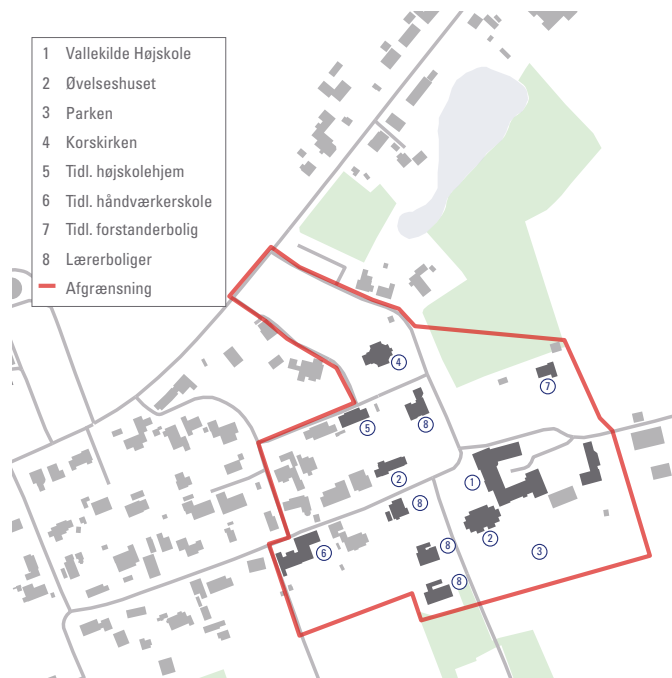 1 Vallekilde Højskole
2 Øvelseshuset
3 Parken
4 Korskirken
5 Tidl. højskolehjem
6 Tidl. håndværkerskole
7 Tidl. forstanderbolig
8 Lærerboliger
Afgrænsning
4
7
5
8
2
1
8
2
6
8
3
8